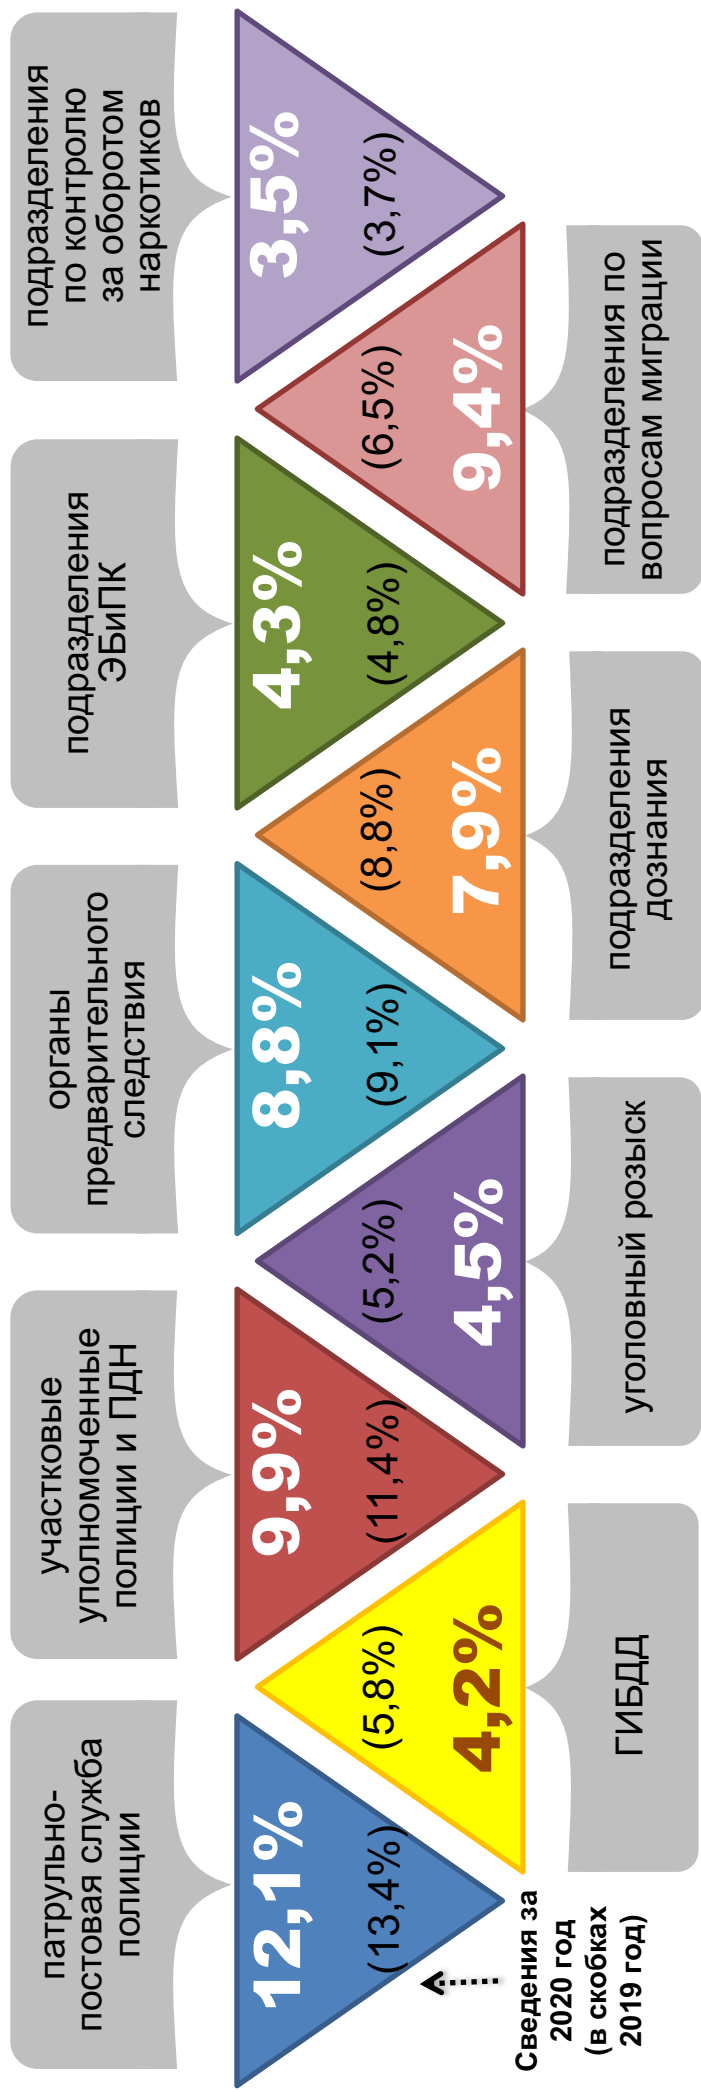 патрульно-
постовая служба
полиции
12,1%
(13,4%)
Сведения за
2020 год
(в скобках
2019 год)
ГИБДД
4,2%
(5,8%)
участковые
уполномоченные
полиции и ПДН
9,9%
(11,4%)
уголовный розыск
4,5%
(5,2%)
органы
предварительного
следствия
8,8%
(9,1%)
подразделения
дознания
7,9%
(8,8%)
подразделения
ЭБиПК
4,3%
(4,8%)
подразделения по
вопросам миграции
9,4%
(6,5%)
подразделения
по контролю
за оборотом
наркотиков
3,5%
(3,7%)